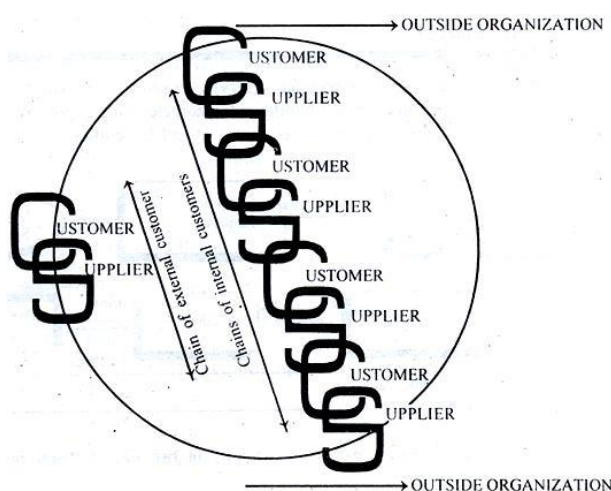 OUTSIDE ORGANIZATION
CUSTOMER
SUPPLIER
CUSTOMER
SUPPLIER
CUSTOMER
SUPPLIER
Chain of external customer
Chains of internal customers
CUSTOMER
SUPPLIER
CUSTOMER
SUPPLIER
OUTSIDE ORGANIZATION